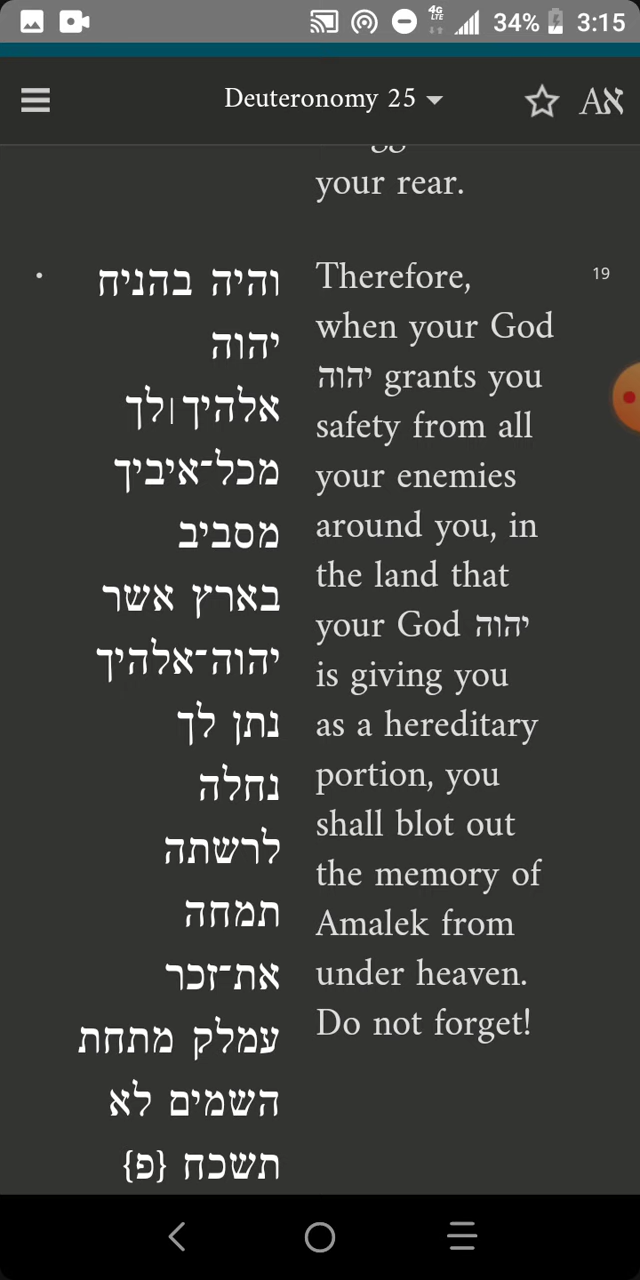 4G
LTE
34%
3:15
Deuteronomy 25
Aא
your rear.
והיה בהניח
יהוה
אלהיך׀לך
מכל־איביך
מסביב
בארץ אשר
יהוה־אלהיך
נתן לך
נחלה
לרשתה
תמחה
את־זכר
עמלק מתחת
השמים לא
תשכח {פ}
Therefore,
when your God
יהוה grants you
safety from all
your enemies
around you, in
the land that
your God יהוה
is giving you
as a hereditary
portion, you
shall blot out
the memory of
Amalek from
under heaven.
Do not forget!
19